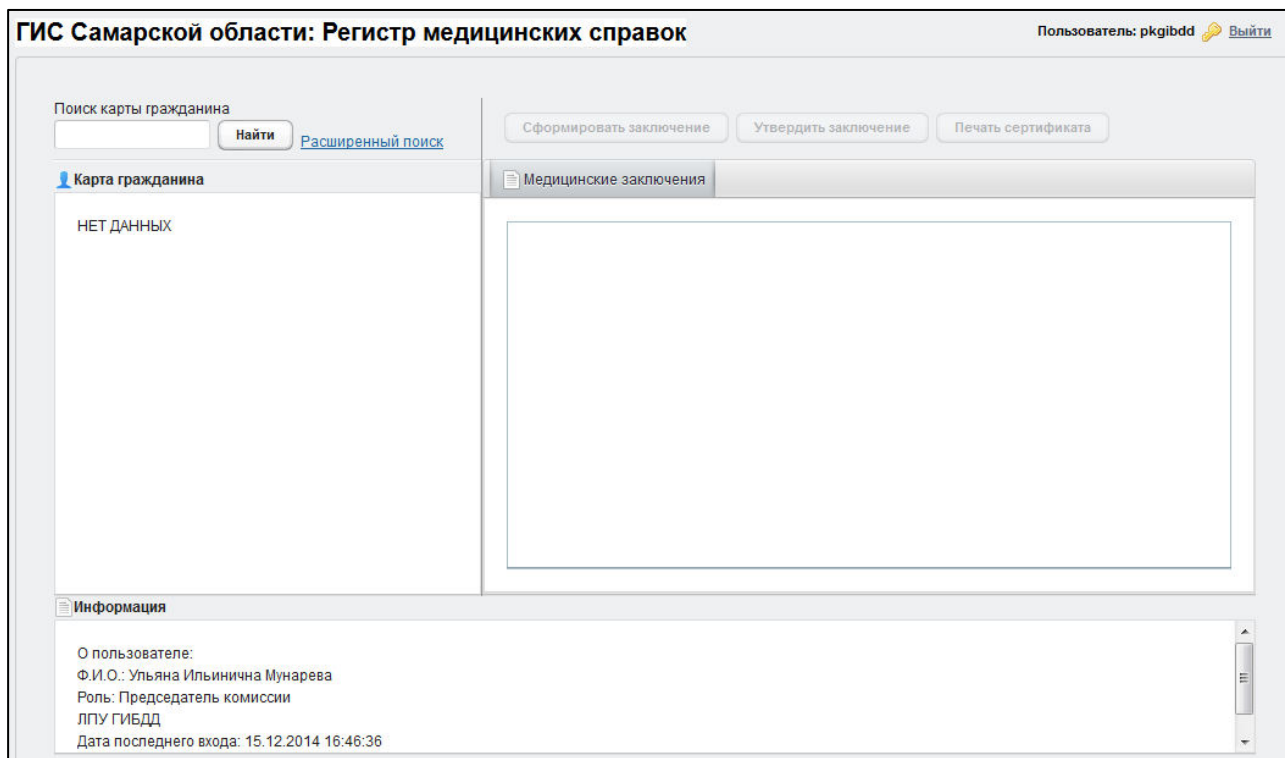 ГИС Самарской области: Регистр медицинских справок
Пользователь: pkgibdd Выйти
Поиск карты гражданина
Найти Расширенный поиск
Сформировать заключение Утвердить заключение Печать сертификата
Карта гражданина
Медицинские заключения
НЕТ ДАННЫХ
Информация
О пользователе:
Ф.И.О.: Ульяна Ильинична Мунарева
Роль: Председатель комиссии
ЛПУ ГИБДД
Дата последнего входа: 15.12.2014 16:46:36